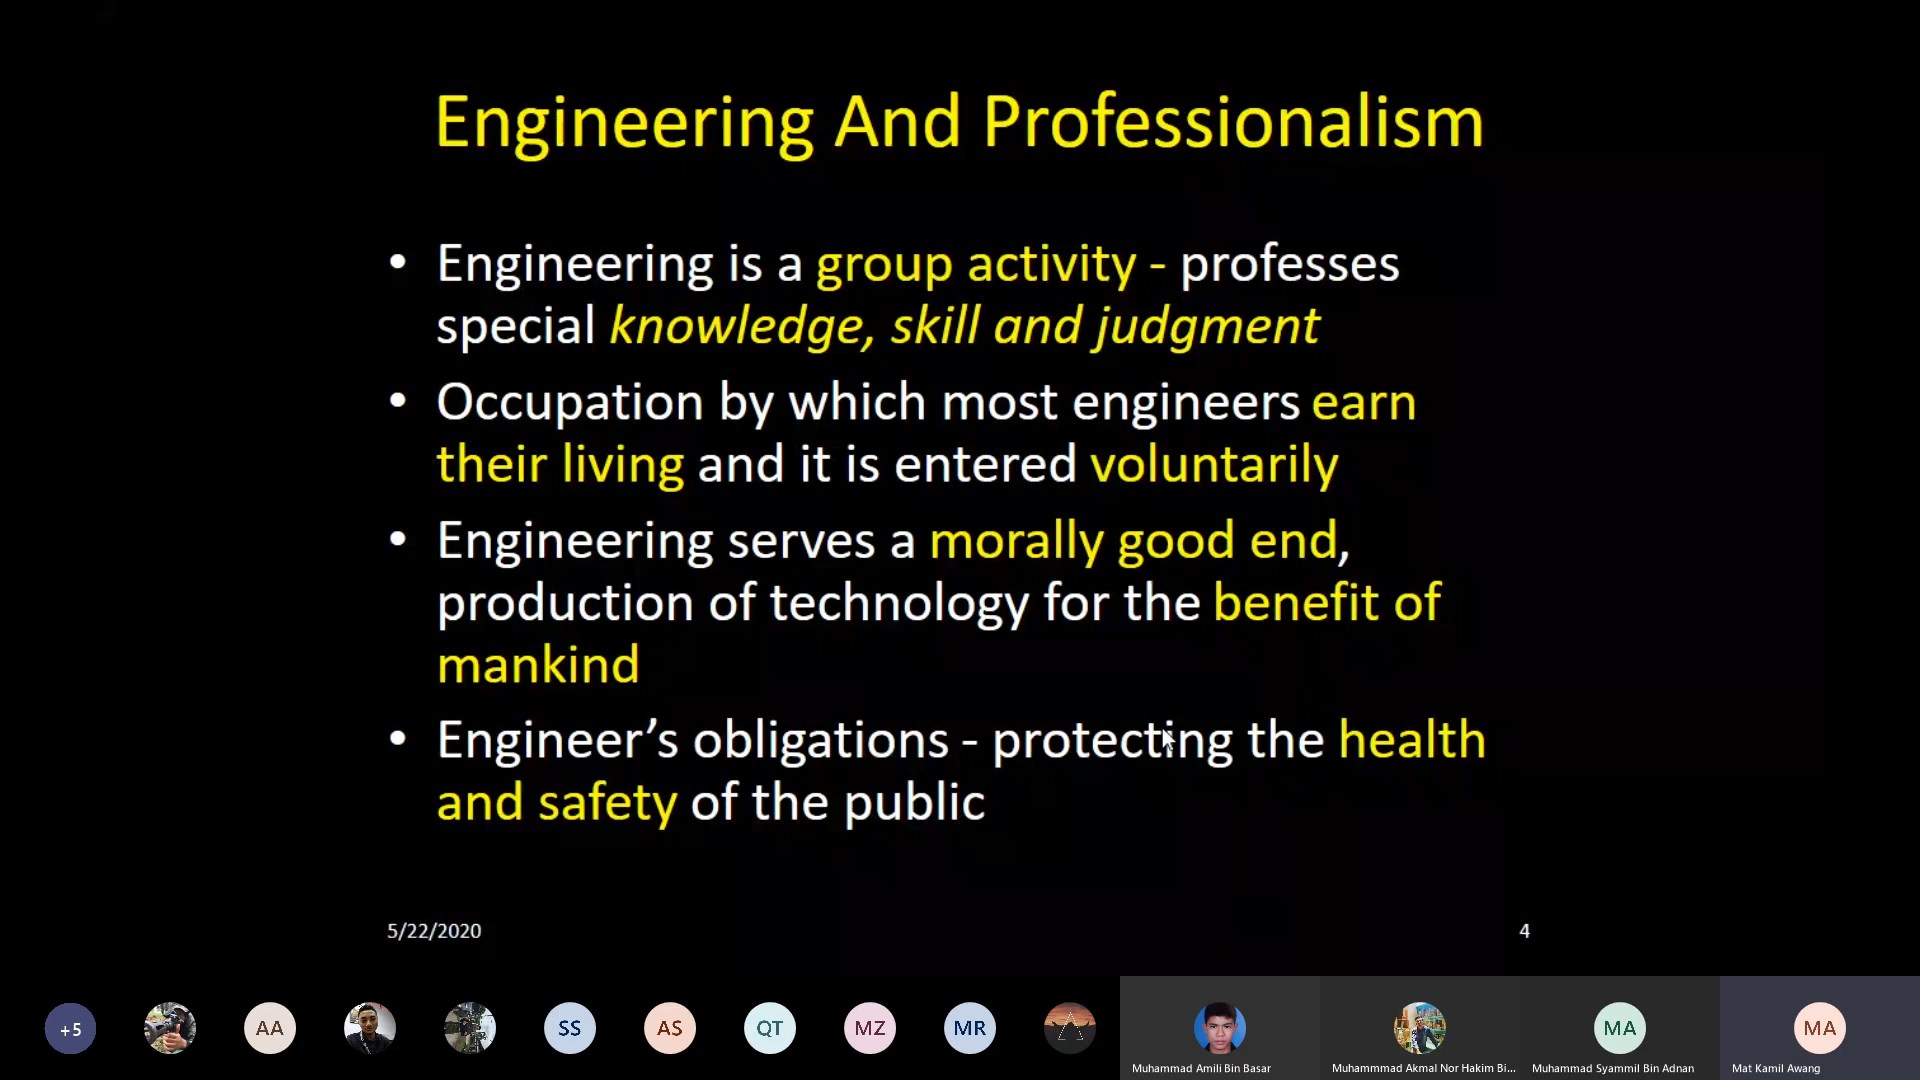 Engineering And Professionalism
• Engineering is a group activity - professes
special knowledge, skill and judgment
• Occupation by which most engineers earn
their living and it is entered voluntarily
• Engineering serves a morally good end,
production of technology for the benefit of
mankind
• Engineer’s obligations - protecting the health
and safety of the public
5/22/2020
4
+5
AA
SS
AS
QT
MZ
MR
MA
MA
Muhammad Amili Bin Basar
Muhammmad Akmal Nor Hakim Bi...
Muhammad Syammil Bin Adnan
Mat Kamil Awang